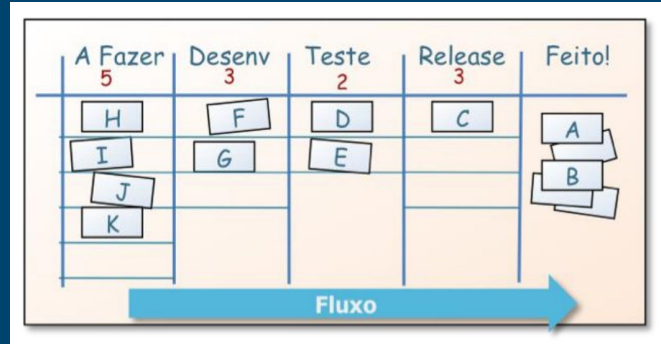 A Fazer Desenv Teste Release Feito!
5 3 2 3
H F D C A
I G E
J B
K
Fluxo